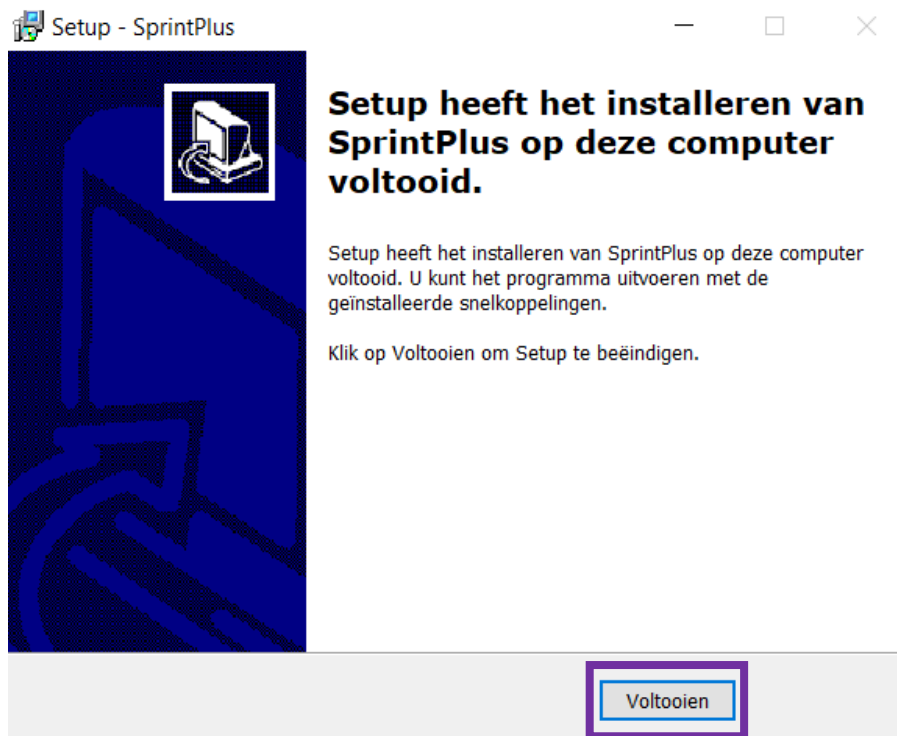 Setup - SprintPlus
Setup heeft het installeren van
SprintPlus op deze computer
voltooid.
Setup heeft het installeren van SprintPlus op deze computer
voltooid. U kunt het programma uitvoeren met de
geïnstalleerde snelkoppelingen.
Klik op Voltooien om Setup te beëindigen.
Voltooien